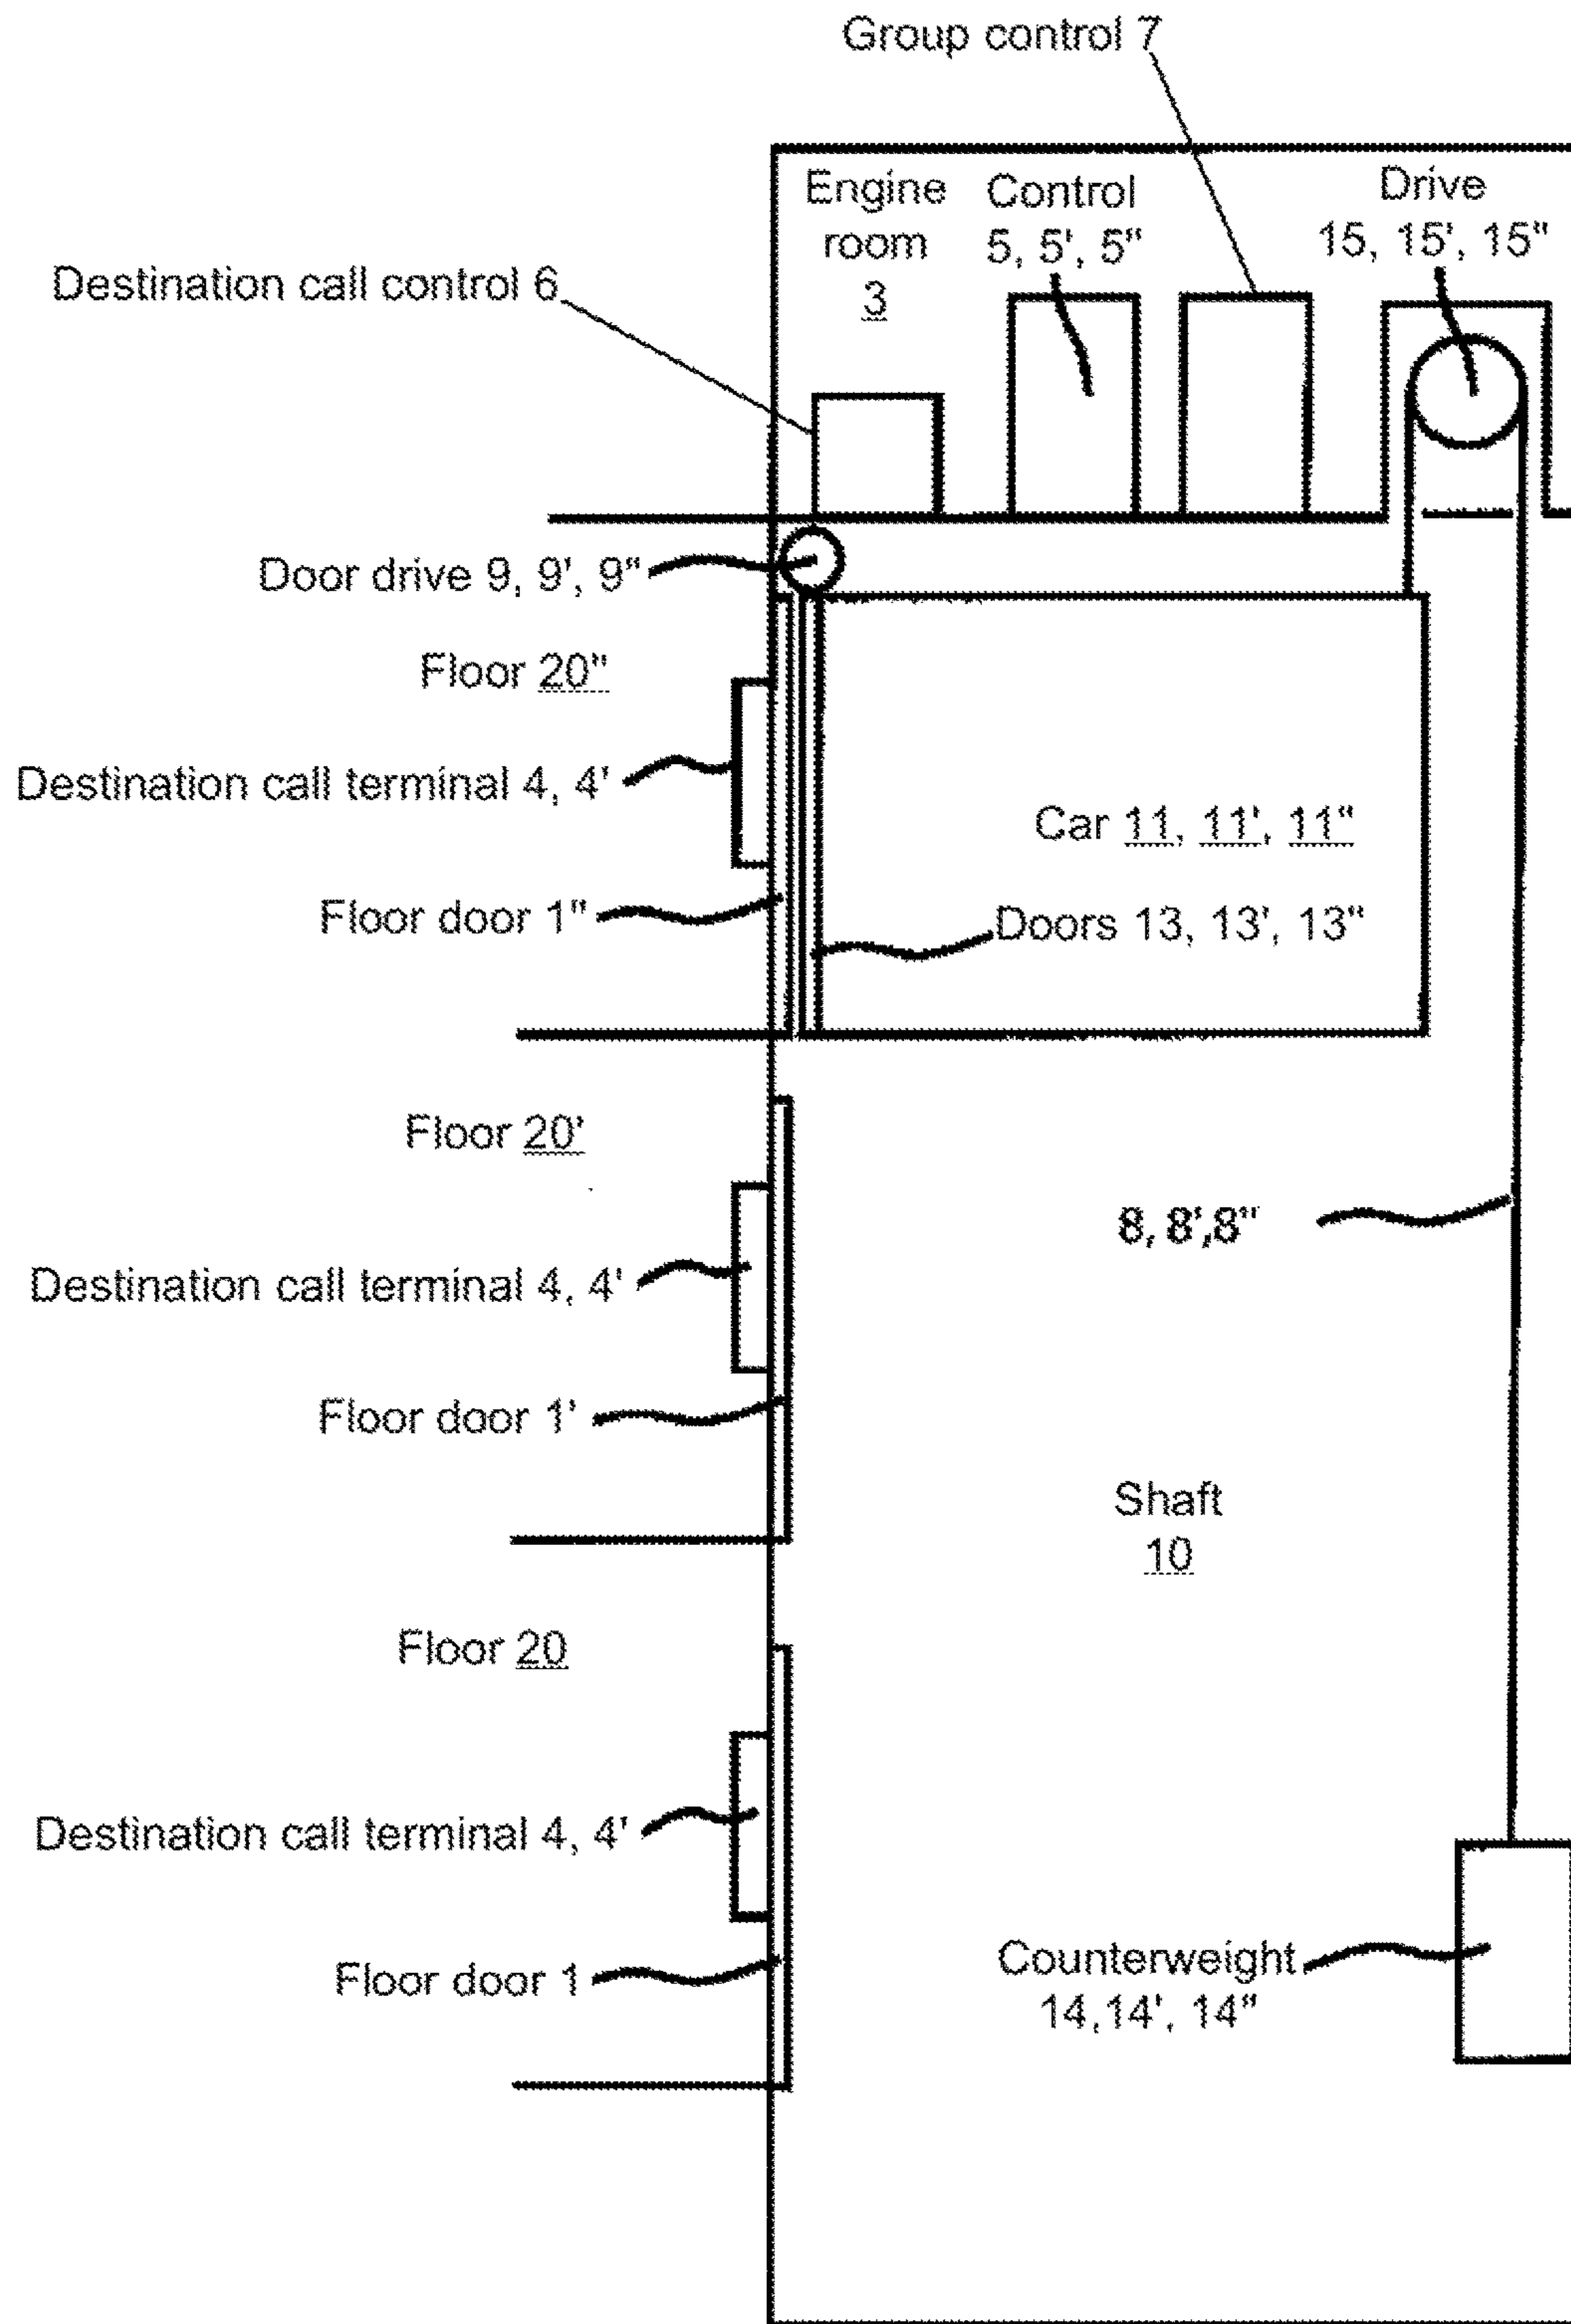 Group control 7
Engine
room
3
Control
5, 5', 5"
Drive
15, 15', 15"
Destination call control 6
Door drive 9, 9', 9"
Floor 20"
Destination call terminal 4, 4'
Car 11, 11', 11"
Floor door 1"
Doors 13, 13', 13"
Floor 20'
8, 8',8"
Destination call terminal 4, 4'
Floor door 1'
Shaft
10
Floor 20
Destination call terminal 4, 4'
Floor door 1
Counterweight
14,14', 14"